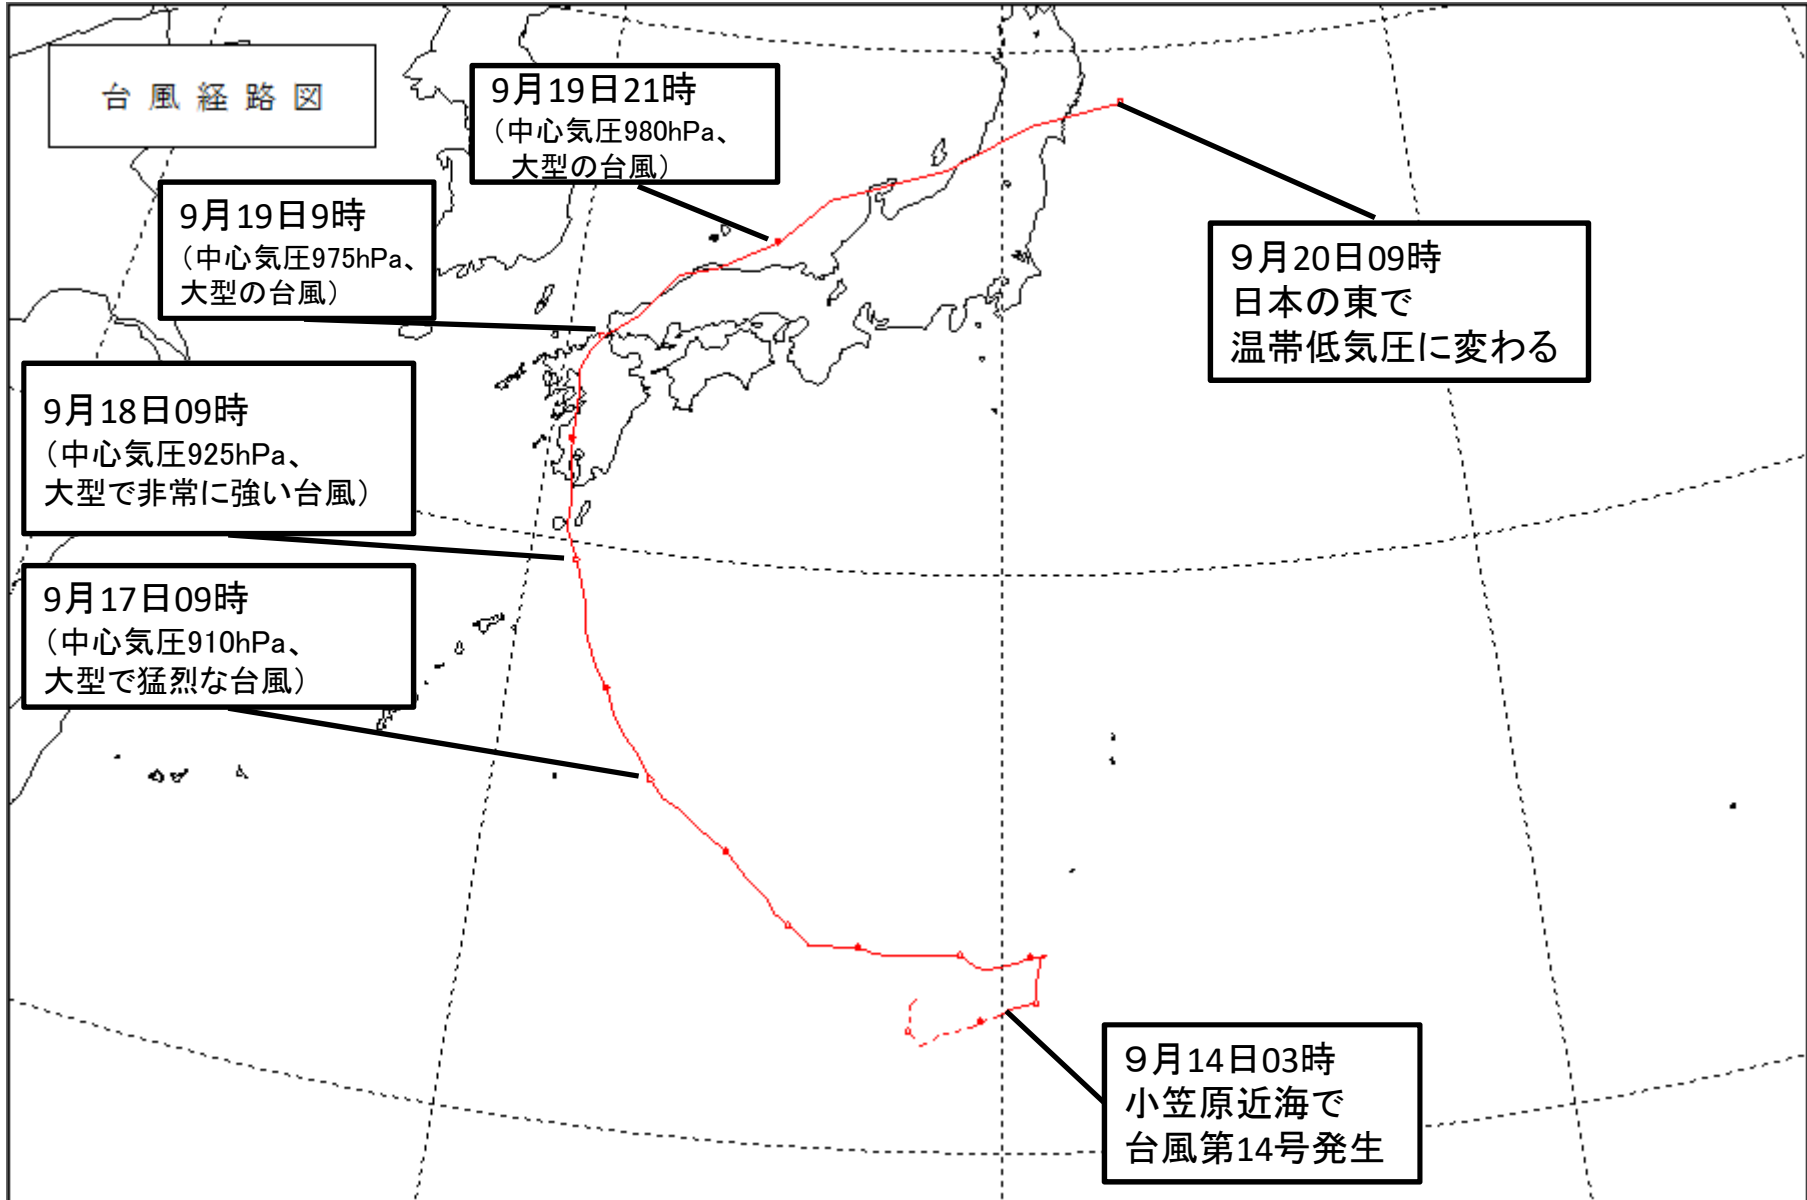 台風経路図
9月19日21時
（中心気圧980hPa、
大型の台風）
9月19日9時
（中心気圧975hPa、
大型の台風）
９月20日09時
日本の東で
温帯低気圧に変わる
9月18日09時
（中心気圧925hPa、
大型で非常に強い台風）
9月17日09時
（中心気圧910hPa、
大型で猛烈な台風）
９月14日03時
小笠原近海で
台風第14号発生